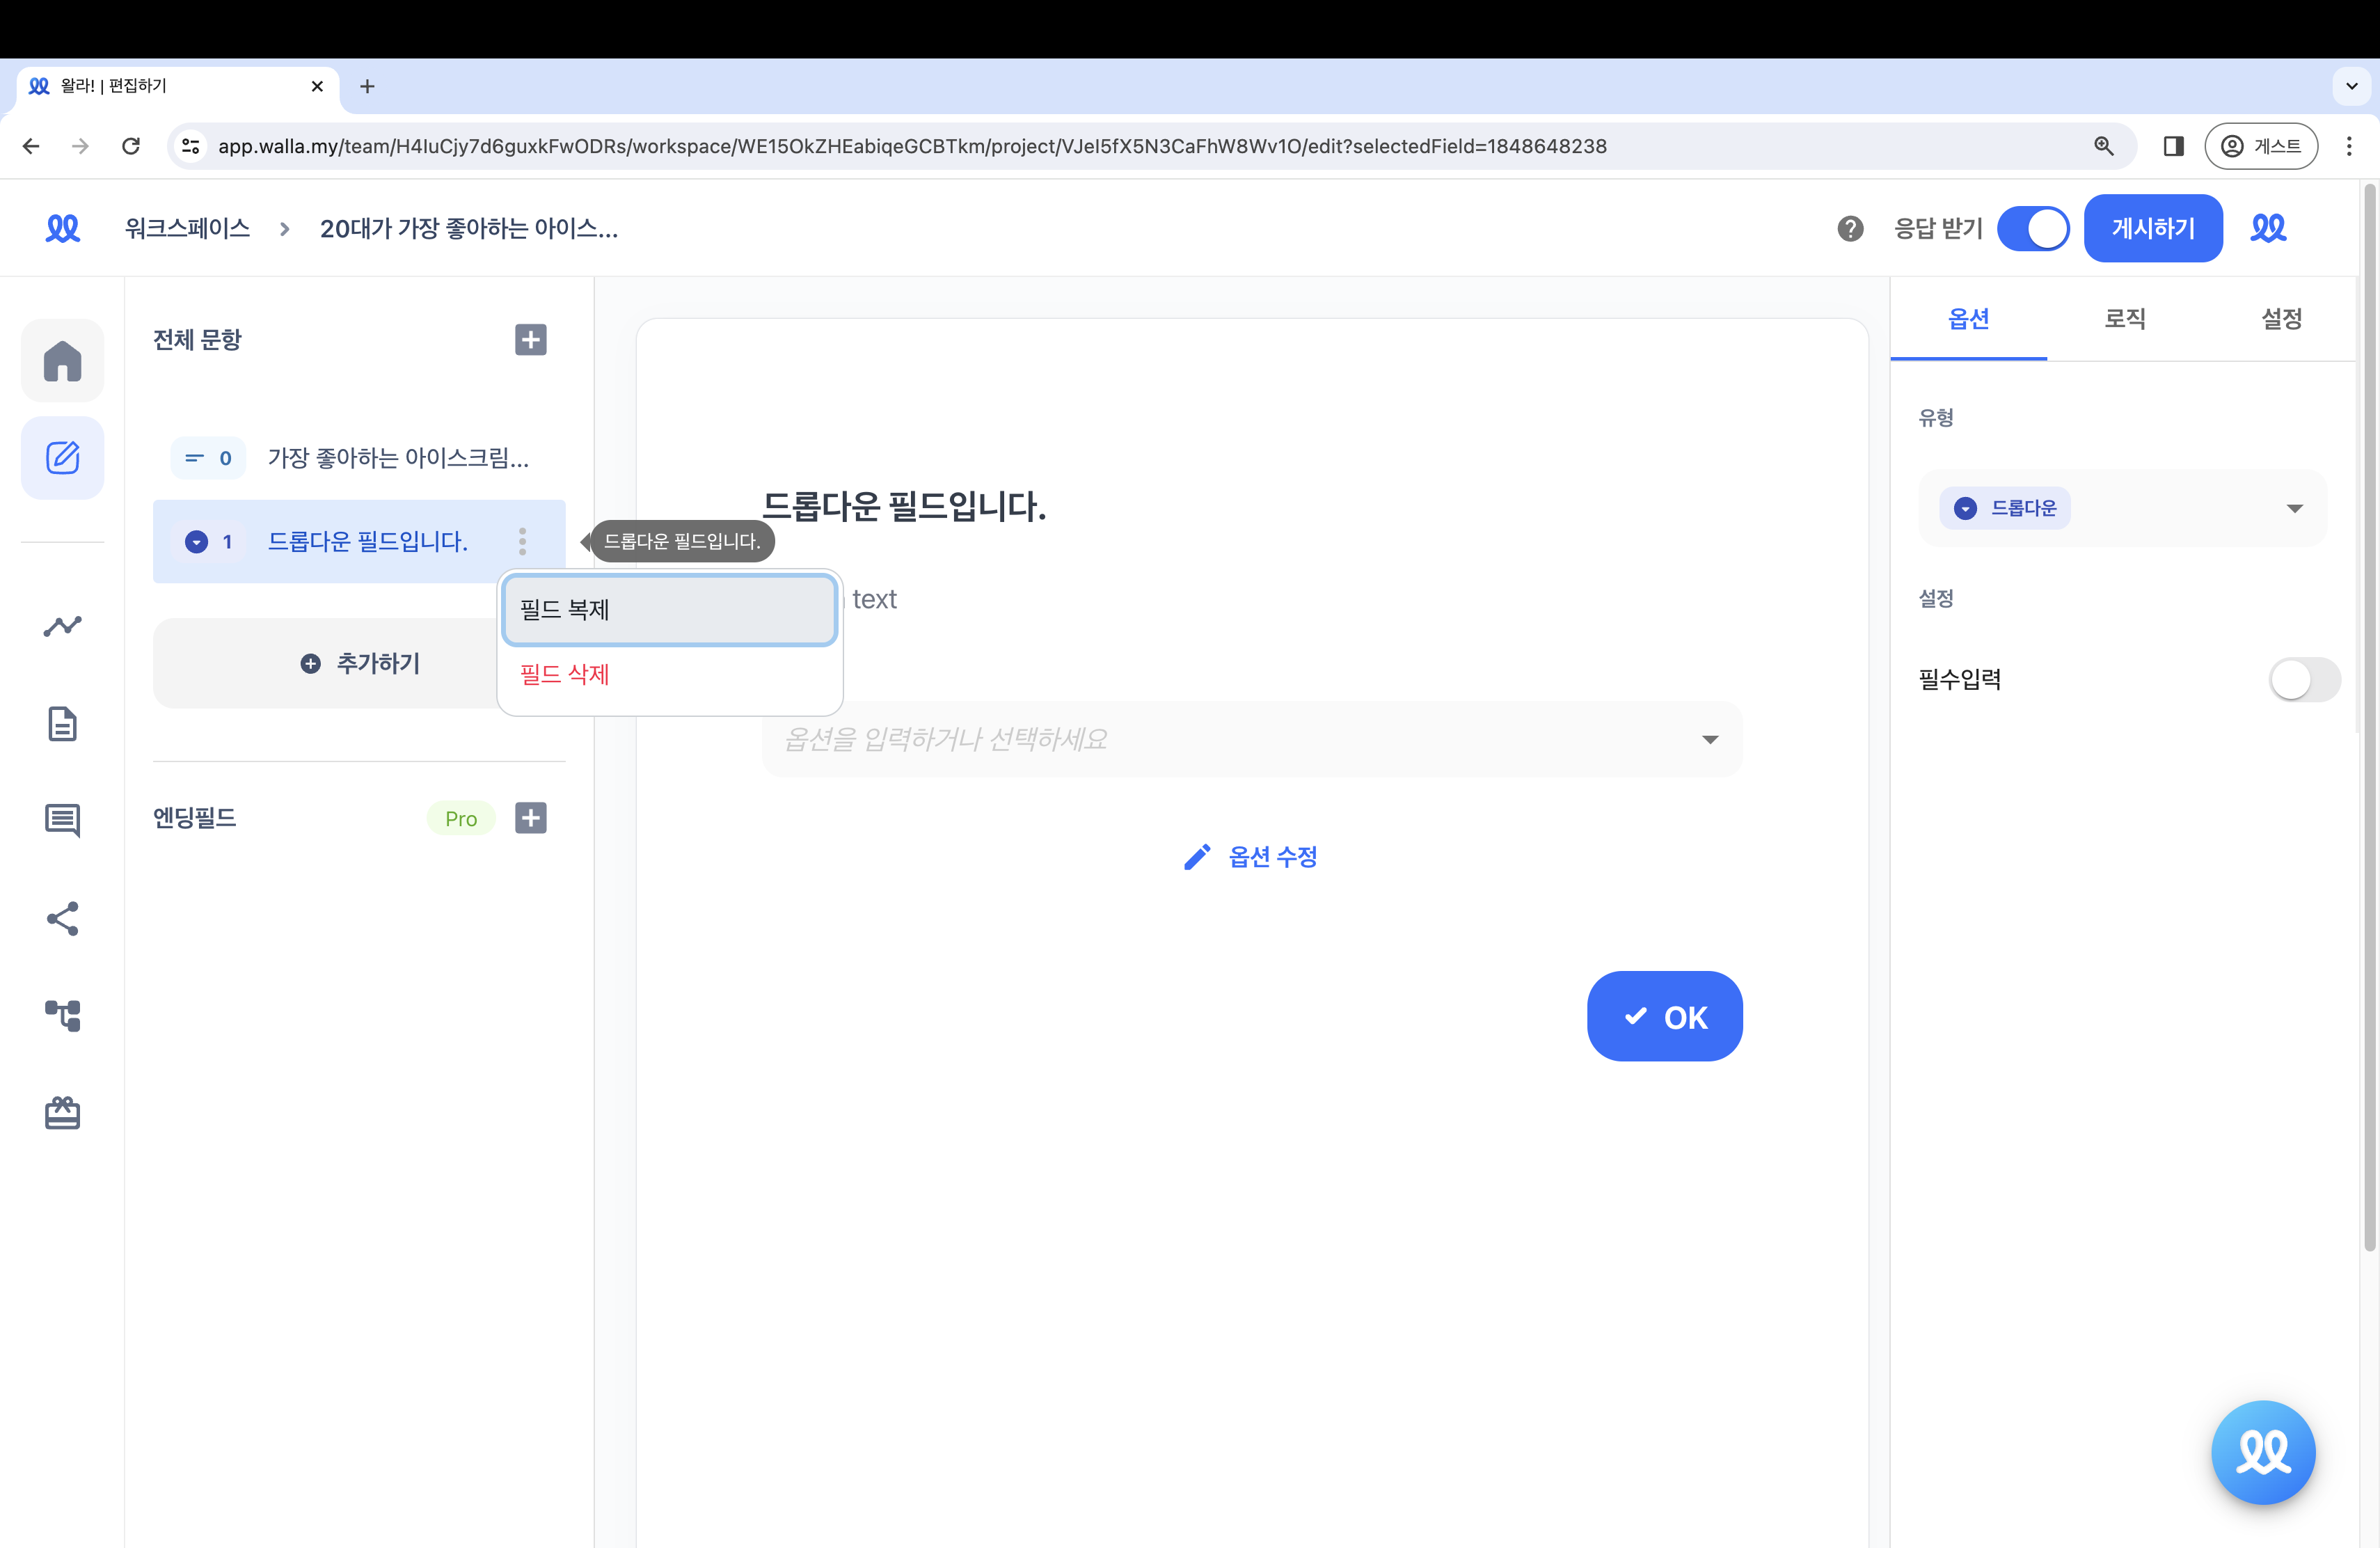 왈라! | 편집하기
app.walla.my/team/H4IuCjy7d6guxkFwODRs/workspace/WE15OkZHEabiqeGCBTkm/project/VJel5fX5N3CaFhW8Wv1O/edit?selectedField=1848648238
게스트
워크스페이스
20대가 가장 좋아하는 아이스...
응답 받기
게시하기
전체 문항
0 가장 좋아하는 아이스크림...
1 드롭다운 필드입니다.
드롭다운 필드입니다.
필드 복제
필드 삭제
추가하기
엔딩필드
Pro
드롭다운 필드입니다.
text
옵션을 입력하거나 선택하세요
옵션 수정
OK
옵션
로직
설정
유형
드롭다운
설정
필수입력